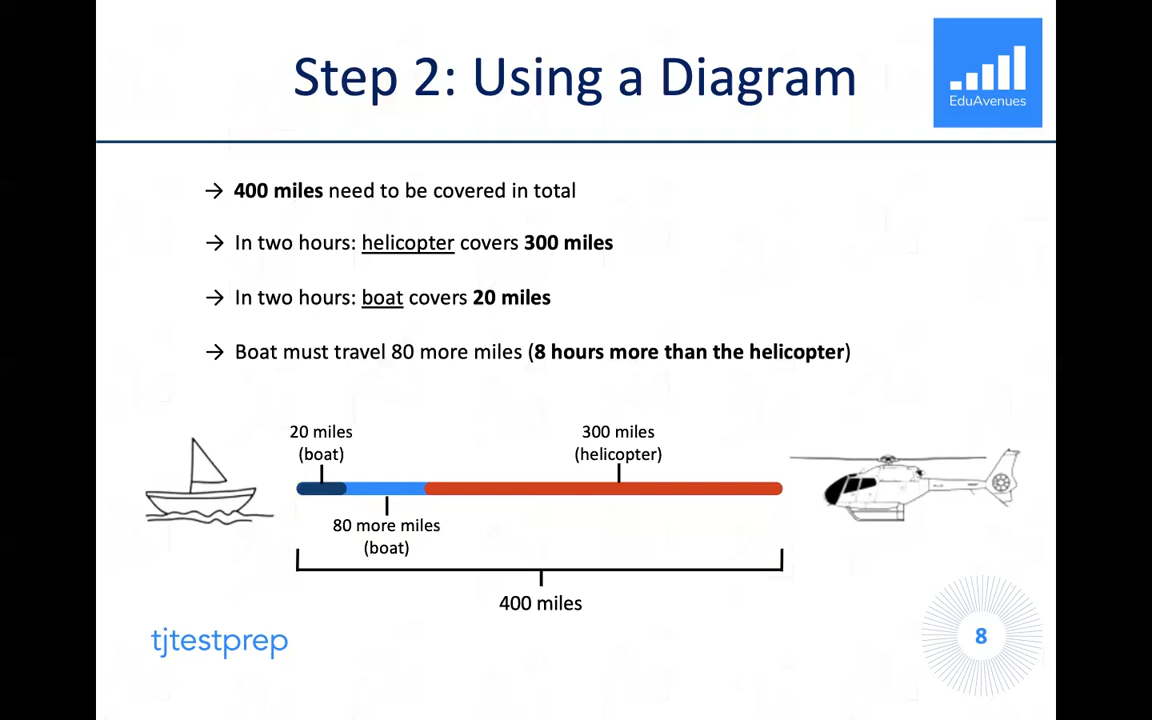 Step 2: Using a Diagram
EduAvenues
→ 400 miles need to be covered in total
→ In two hours: helicopter covers 300 miles
→ In two hours: boat covers 20 miles
→ Boat must travel 80 more miles (8 hours more than the helicopter)
20 miles
(boat)
300 miles
(helicopter)
80 more miles
(boat)
400 miles
tjtestprep
8